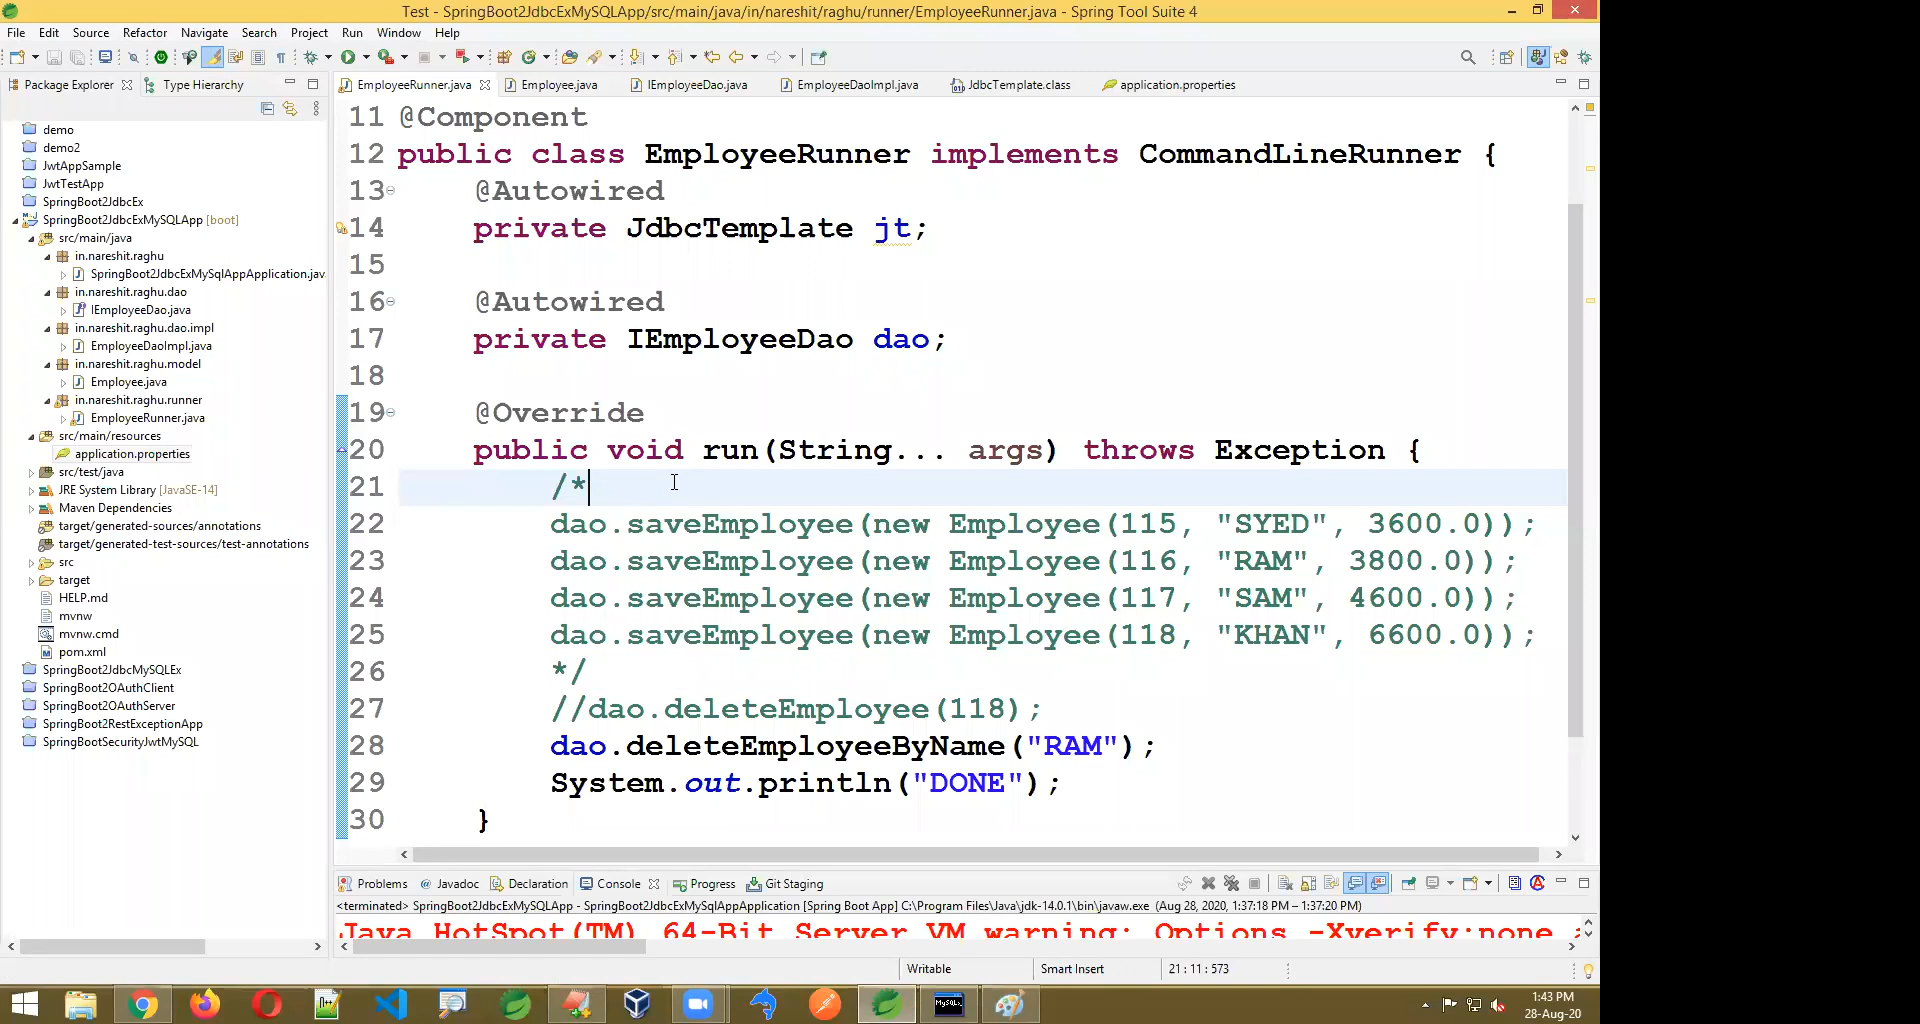 Test - SpringBoot2JdbcExMySQLApp/src/main/java/in/nareshit/raghu/runner/EmployeeRunner.java - Spring Tool Suite 4
File Edit Source Refactor Navigate Search Project Run Window Help
Package Explorer Type Hierarchy
EmployeeRunner.java Employee.java IEmployeeDao.java EmployeeDaoImpl.java JdbcTemplate.class application.properties
demo
demo2
JwtAppSample
JwtTestApp
SpringBoot2JdbcEx
SpringBoot2JdbcExMySQLApp [boot]
src/main/java
in.nareshit.raghu
SpringBoot2JdbcExMySqlAppApplication.jav
in.nareshit.raghu.dao
IEmployeeDao.java
in.nareshit.raghu.dao.impl
EmployeeDaoImpl.java
in.nareshit.raghu.model
Employee.java
in.nareshit.raghu.runner
EmployeeRunner.java
src/main/resources
application.properties
src/test/java
JRE System Library [JavaSE-14]
Maven Dependencies
target/generated-sources/annotations
target/generated-test-sources/test-annotations
src
target
HELP.md
mvnw
mvnw.cmd
pom.xml
SpringBoot2JdbcMySQLEx
SpringBoot2OAuthClient
SpringBoot2OAuthServer
SpringBoot2RestExceptionApp
SpringBootSecurityJwtMySQL
11 @Component
12 public class EmployeeRunner implements CommandLineRunner {
13 @Autowired
14 private JdbcTemplate jt;
15
16 @Autowired
17 private IEmployeeDao dao;
18
19 @Override
20 public void run(String... args) throws Exception {
21 /*
22 dao.saveEmployee(new Employee(115, "SYED", 3600.0));
23 dao.saveEmployee(new Employee(116, "RAM", 3800.0));
24 dao.saveEmployee(new Employee(117, "SAM", 4600.0));
25 dao.saveEmployee(new Employee(118, "KHAN", 6600.0));
26 */
27 //dao.deleteEmployee(118);
28 dao.deleteEmployeeByName("RAM");
29 System.out.println("DONE");
30 }
Problems Javadoc Declaration Console Progress Git Staging
<terminated> SpringBoot2JdbcExMySQLApp - SpringBoot2JdbcExMySqlAppApplication [Spring Boot App] C:\Program Files\Java\jdk-14.0.1\bin\javaw.exe (Aug 28, 2020, 1:37:18 PM – 1:37:20 PM)
Java HotSpot(TM) 64-Bit Server VM warning: Options -Xverify:none
Writable Smart Insert 21 : 11 : 573
MySQL
1:43 PM
28-Aug-20